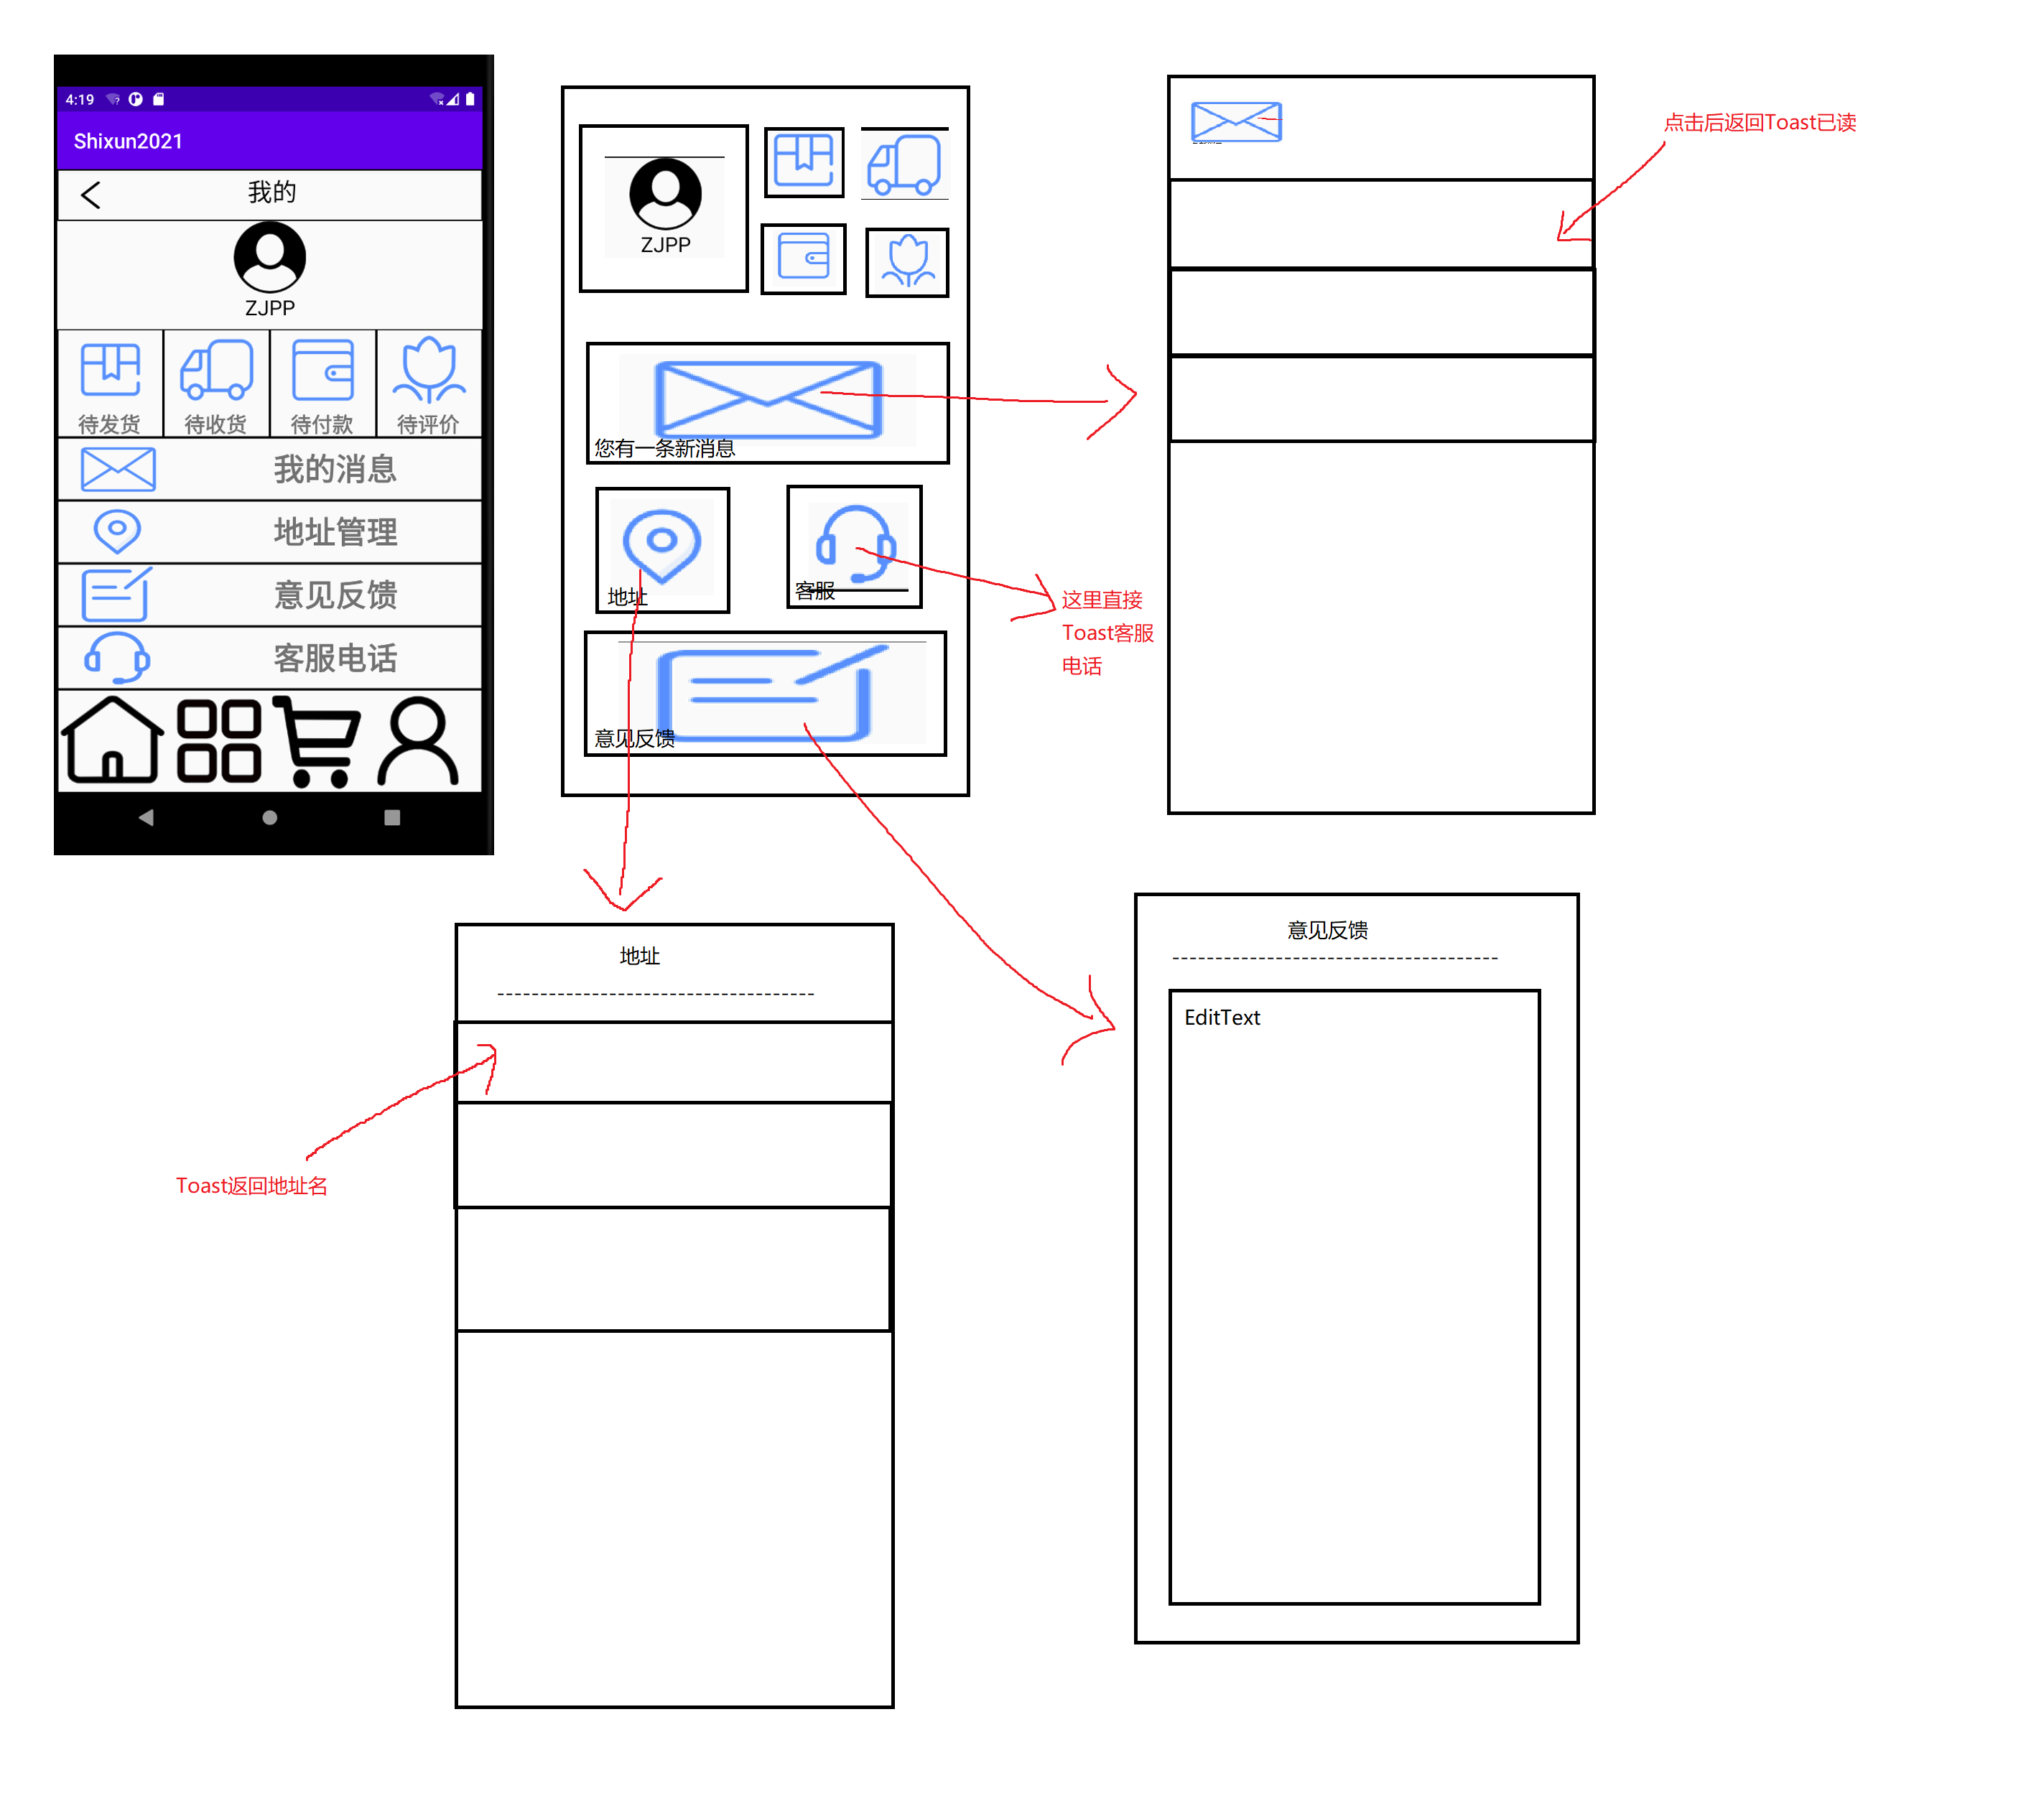 4:19
Shixun2021
我的
ZJPP
待发货
待收货
待付款
待评价
我的消息
地址管理
意见反馈
客服电话
ZJPP
您有一条新消息
地址
客服
意见反馈
点击后返回Toast已读
这里直接
Toast客服
电话
地址
-------------------------------------
Toast返回地址名
意见反馈
--------------------------------------
EditText